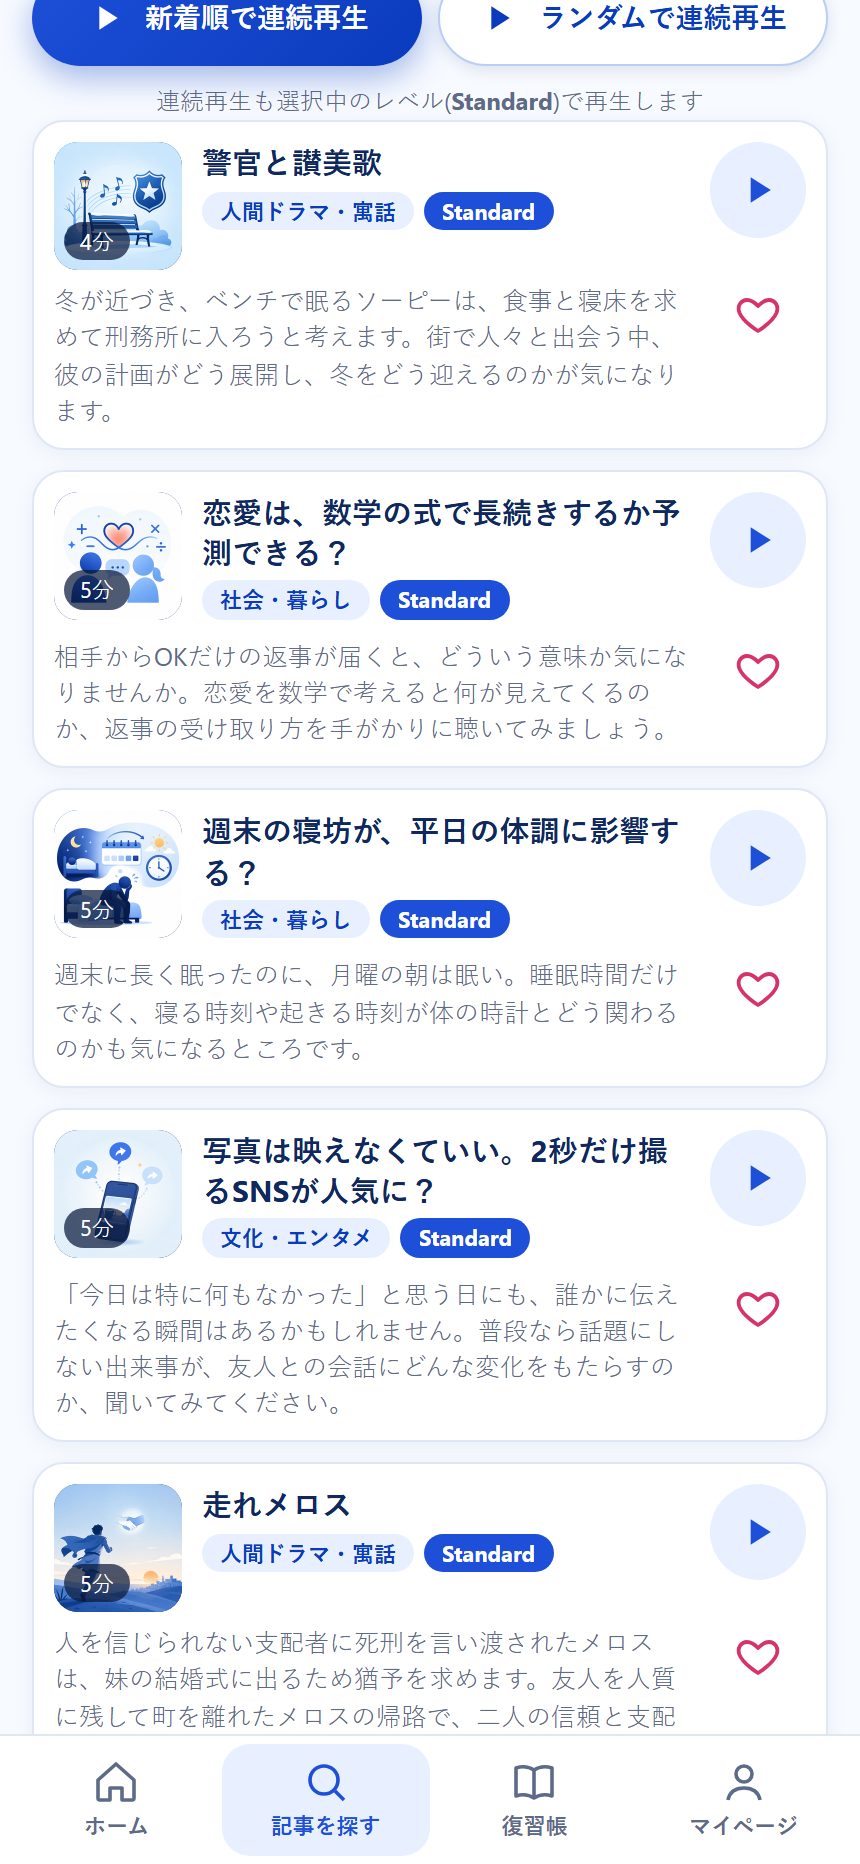 新着順で連続再生
ランダムで連続再生
連続再生も選択中のレベル(Standard)で再生します
警官と讃美歌
人間ドラマ・寓話
Standard
4分
冬が近づき、ベンチで眠るソーピーは、食事と寝床を求
めて刑務所に入ろうと考えます。街で人々と出会う中、
彼の計画がどう展開し、冬をどう迎えるのかが気になり
ます。
恋愛は、数学の式で長続きするか予
測できる？
社会・暮らし
Standard
5分
相手からOKだけの返事が届くと、どういう意味か気にな
りませんか。恋愛を数学で考えると何が見えてくるの
か、返事の受け取り方を手がかりに聴いてみましょう。
週末の寝坊が、平日の体調に影響す
る？
社会・暮らし
Standard
5分
週末に長く眠ったのに、月曜の朝は眠い。睡眠時間だけ
でなく、寝る時刻や起きる時刻が体の時計とどう関わる
のかも気になるところです。
写真は映えなくていい。2秒だけ撮
るSNSが人気に？
文化・エンタメ
Standard
5分
「今日は特に何もなかった」と思う日にも、誰かに伝え
たくなる瞬間はあるかもしれません。普段なら話題にし
ない出来事が、友人との会話にどんな変化をもたらすの
か、聞いてみてください。
走れメロス
人間ドラマ・寓話
Standard
5分
人を信じられない支配者に死刑を言い渡されたメロス
は、妹の結婚式に出るため猶予を求めます。友人を人質
に残して町を離れたメロスの帰路で、二人の信頼と支配
ホーム
記事を探す
復習帳
マイページ